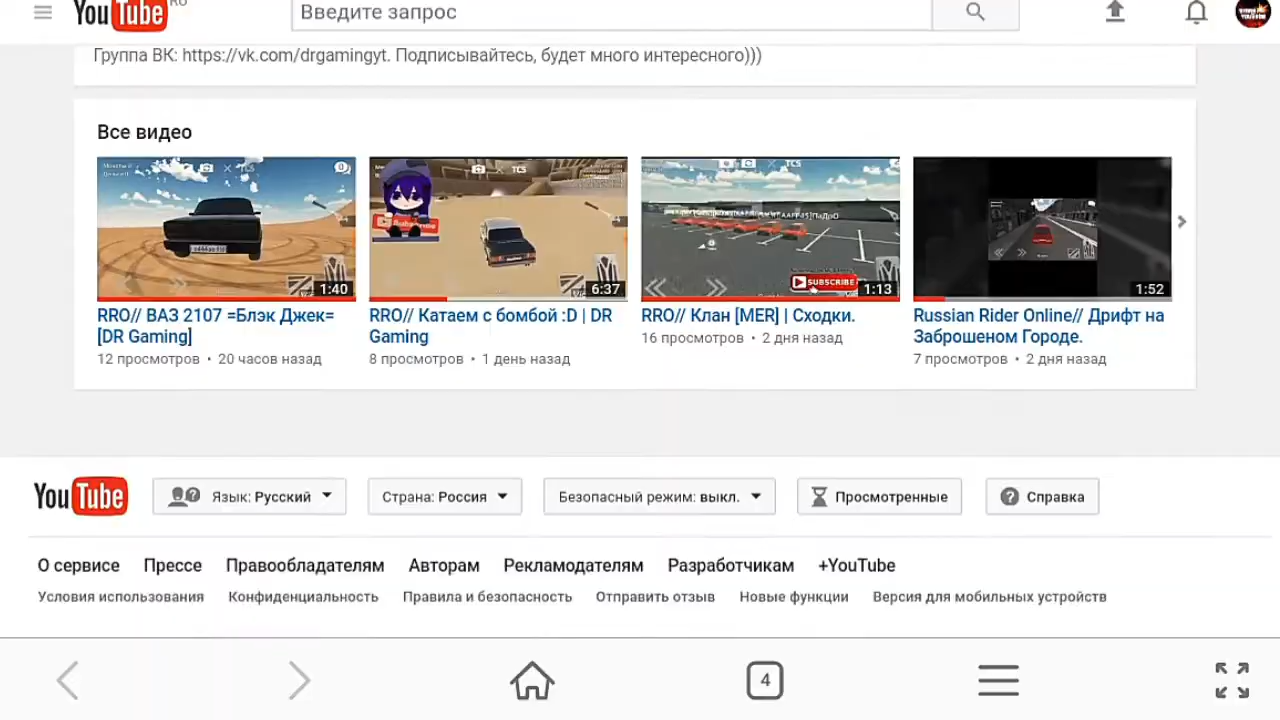 YouTube RU
Введите запрос
Группа ВК: https://vk.com/drgamingyt. Подписывайтесь, будет много интересного)))
Все видео
TCS
1:40
TCS
6:37
TCS
SUBSCRIBE
1:13
1:52
RRO// ВАЗ 2107 =Блэк Джек=
[DR Gaming]
12 просмотров • 20 часов назад
RRO// Катаем с бомбой :D | DR
Gaming
8 просмотров • 1 день назад
RRO// Клан [MER] | Сходки.
16 просмотров • 2 дня назад
Russian Rider Online// Дрифт на
Заброшеном Городе.
7 просмотров • 2 дня назад
YouTube
Язык: Русский
Страна: Россия
Безопасный режим: выкл.
Просмотренные
Справка
О сервисе Прессе Правообладателям Авторам Рекламодателям Разработчикам +YouTube
Условия использования Конфиденциальность Правила и безопасность Отправить отзыв Новые функции Версия для мобильных устройств
4